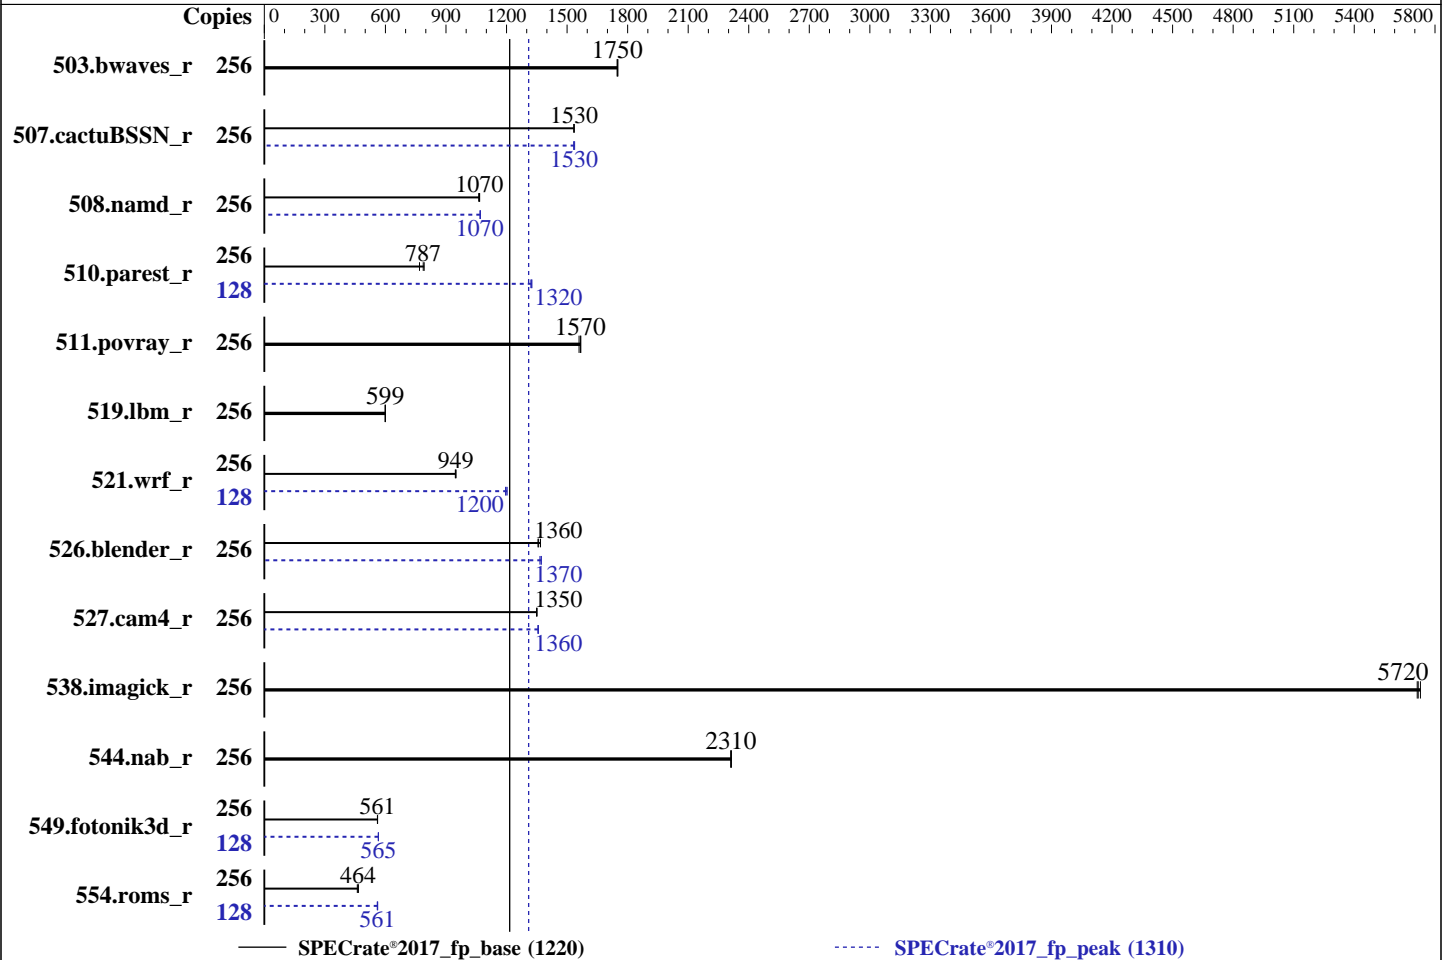 Copies 0 300 600 900 1200 1500 1800 2100 2400 2700 3000 3300 3600 3900 4200 4500 4800 5100 5400 5800
503.bwaves_r 256 1750
507.cactuBSSN_r 256 1530
1530
508.namd_r 256 1070
1070
510.parest_r 256 787
128 1320
511.povray_r 256 1570
519.lbm_r 256 599
521.wrf_r 256 949
128 1200
526.blender_r 256 1360
1370
527.cam4_r 256 1350
1360
538.imagick_r 256 5720
544.nab_r 256 2310
549.fotonik3d_r 256 561
128 565
554.roms_r 256 464
128 561
SPECrate®2017_fp_base (1220) SPECrate®2017_fp_peak (1310)